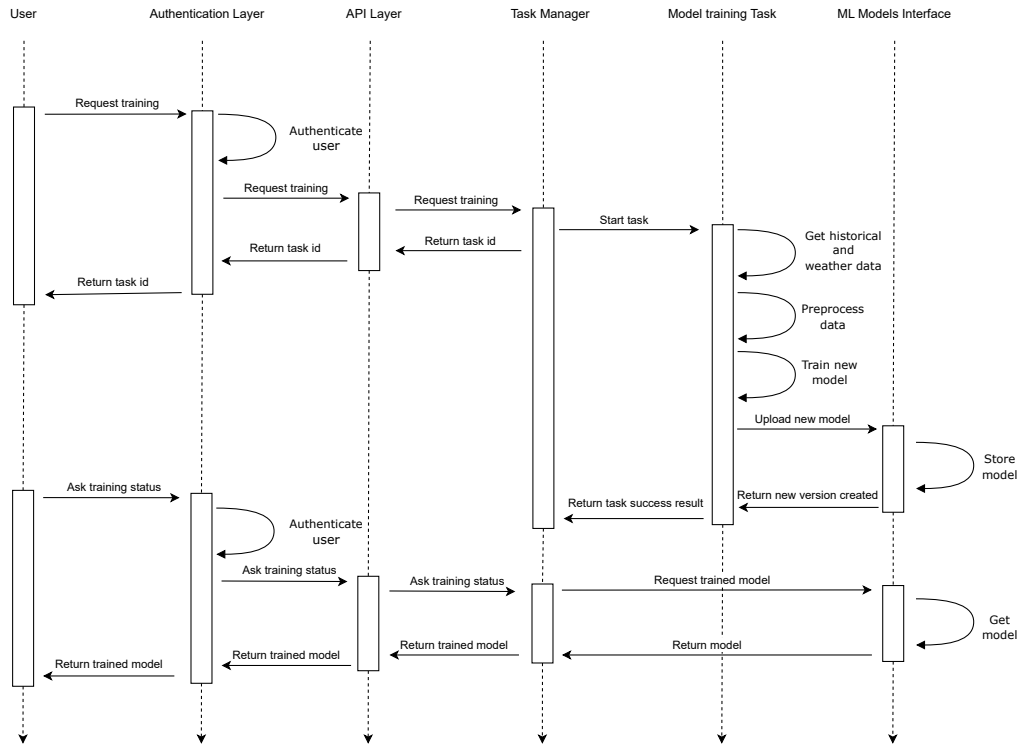 User
Authentication Layer
API Layer
Task Manager
Model training Task
ML Models Interface
Request training
Authenticate
user
Request training
Request training
Start task
Get historical
and
weather data
Return task id
Return task id
Return task id
Preprocess
data
Train new
model
Upload new model
Store
model
Ask training status
Return new version created
Return task success result
Authenticate
user
Ask training status
Ask training status
Request trained model
Get
model
Return model
Return trained model
Return trained model
Return trained model